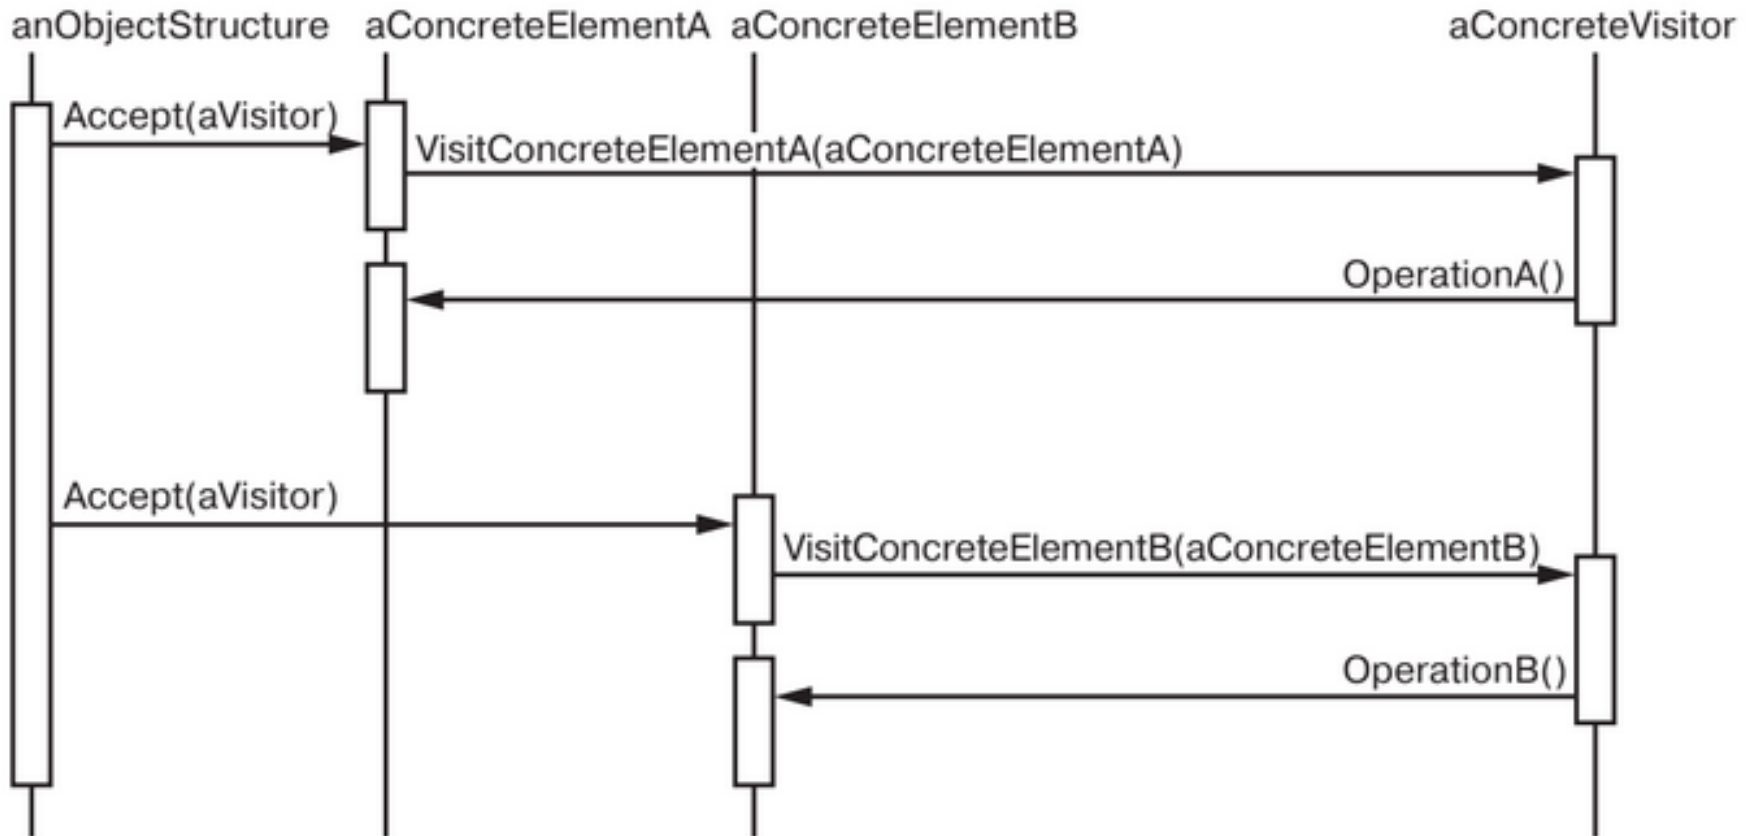 anObjectStructure aConcreteElementA aConcreteElementB aConcreteVisitor
Accept(aVisitor)
VisitConcreteElementA(aConcreteElementA)
OperationA()
Accept(aVisitor)
VisitConcreteElementB(aConcreteElementB)
OperationB()